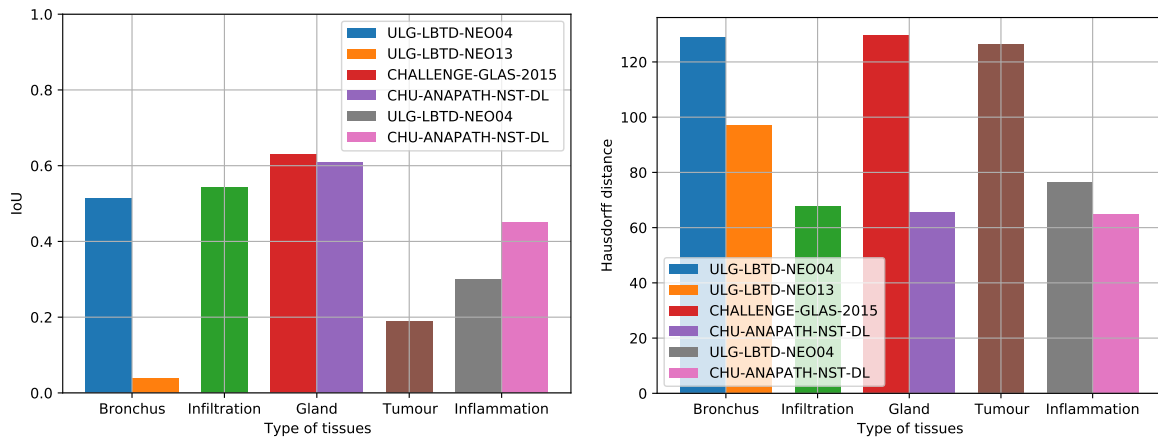 1.0
0.8
0.6
0.4
0.2
0.0
IoU
ULG-LBTD-NEO04
ULG-LBTD-NEO13
CHALLENGE-GLAS-2015
CHU-ANAPATH-NST-DL
ULG-LBTD-NEO04
CHU-ANAPATH-NST-DL
Bronchus Infiltration Gland Tumour Inflammation
Type of tissues
120
100
80
60
40
20
0
Hausdorff distance
ULG-LBTD-NEO04
ULG-LBTD-NEO13
CHALLENGE-GLAS-2015
CHU-ANAPATH-NST-DL
ULG-LBTD-NEO04
CHU-ANAPATH-NST-DL
Bronchus Infiltration Gland Tumour Inflammation
Type of tissues